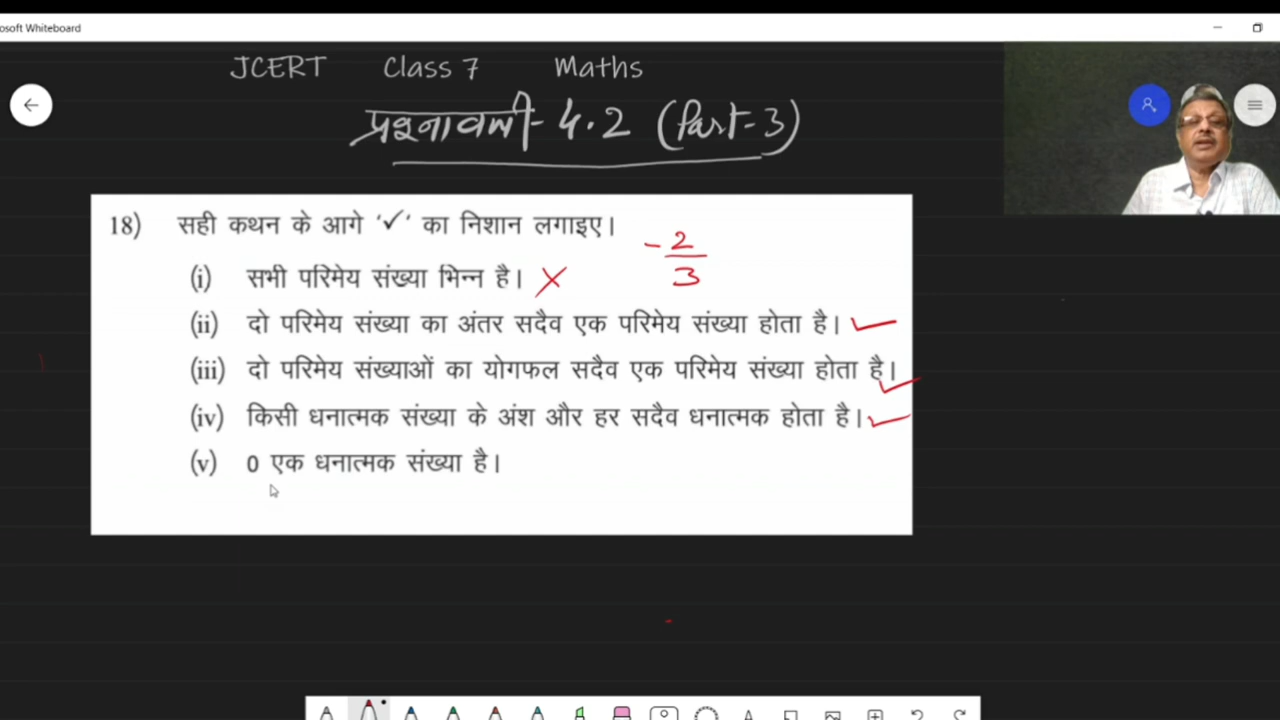 osoft Whiteboard
JCERT Class 7 Maths
प्रश्नावली - 4.2 (Part-3)
18) सही कथन के आगे '✓' का निशान लगाइए।
-2/3
(i) सभी परिमेय संख्या भिन्न है। ✗
(ii) दो परिमेय संख्या का अंतर सदैव एक परिमेय संख्या होता है। ✓
(iii) दो परिमेय संख्याओं का योगफल सदैव एक परिमेय संख्या होता है। ✓
(iv) किसी धनात्मक संख्या के अंश और हर सदैव धनात्मक होता है। ✓
(v) 0 एक धनात्मक संख्या है।